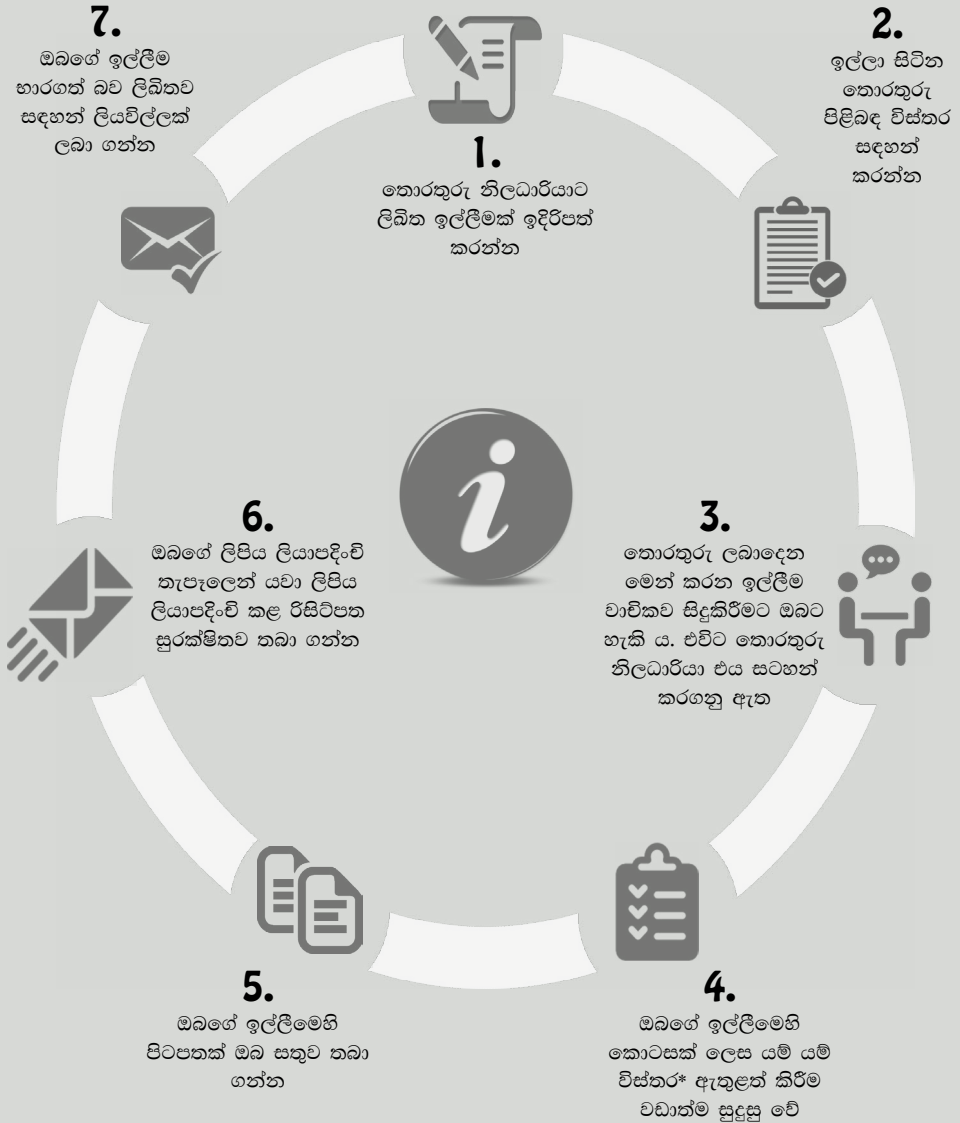 1.
තොරතුරු නිලධාරියාට
ලිඛිත ඉල්ලීමක් ඉදිරිපත්
කරන්න
2.
ඉල්ලා සිටින
තොරතුරු
පිළිබඳ විස්තර
සඳහන්
කරන්න
3.
තොරතුරු ලබාදෙන
මෙන් කරන ඉල්ලීම
වාචිකව සිදුකිරීමට ඔබට
හැකි ය. එවිට තොරතුරු
නිලධාරියා එය සටහන්
කරගනු ඇත
4.
ඔබගේ ඉල්ලීමෙහි
කොටසක් ලෙස යම් යම්
විස්තර* ඇතුළත් කිරීම
වඩාත්ම සුදුසු වේ
5.
ඔබගේ ඉල්ලීමෙහි
පිටපතක් ඔබ සතුව තබා
ගන්න
6.
ඔබගේ ලිපිය ලියාපදිංචි
තැපෑලෙන් යවා ලිපිය
ලියාපදිංචි කළ රිසිට්පත
සුරක්ෂිතව තබා ගන්න
7.
ඔබගේ ඉල්ලීම
භාරගත් බව ලිඛිතව
සඳහන් ලියවිල්ලක්
ලබා ගන්න